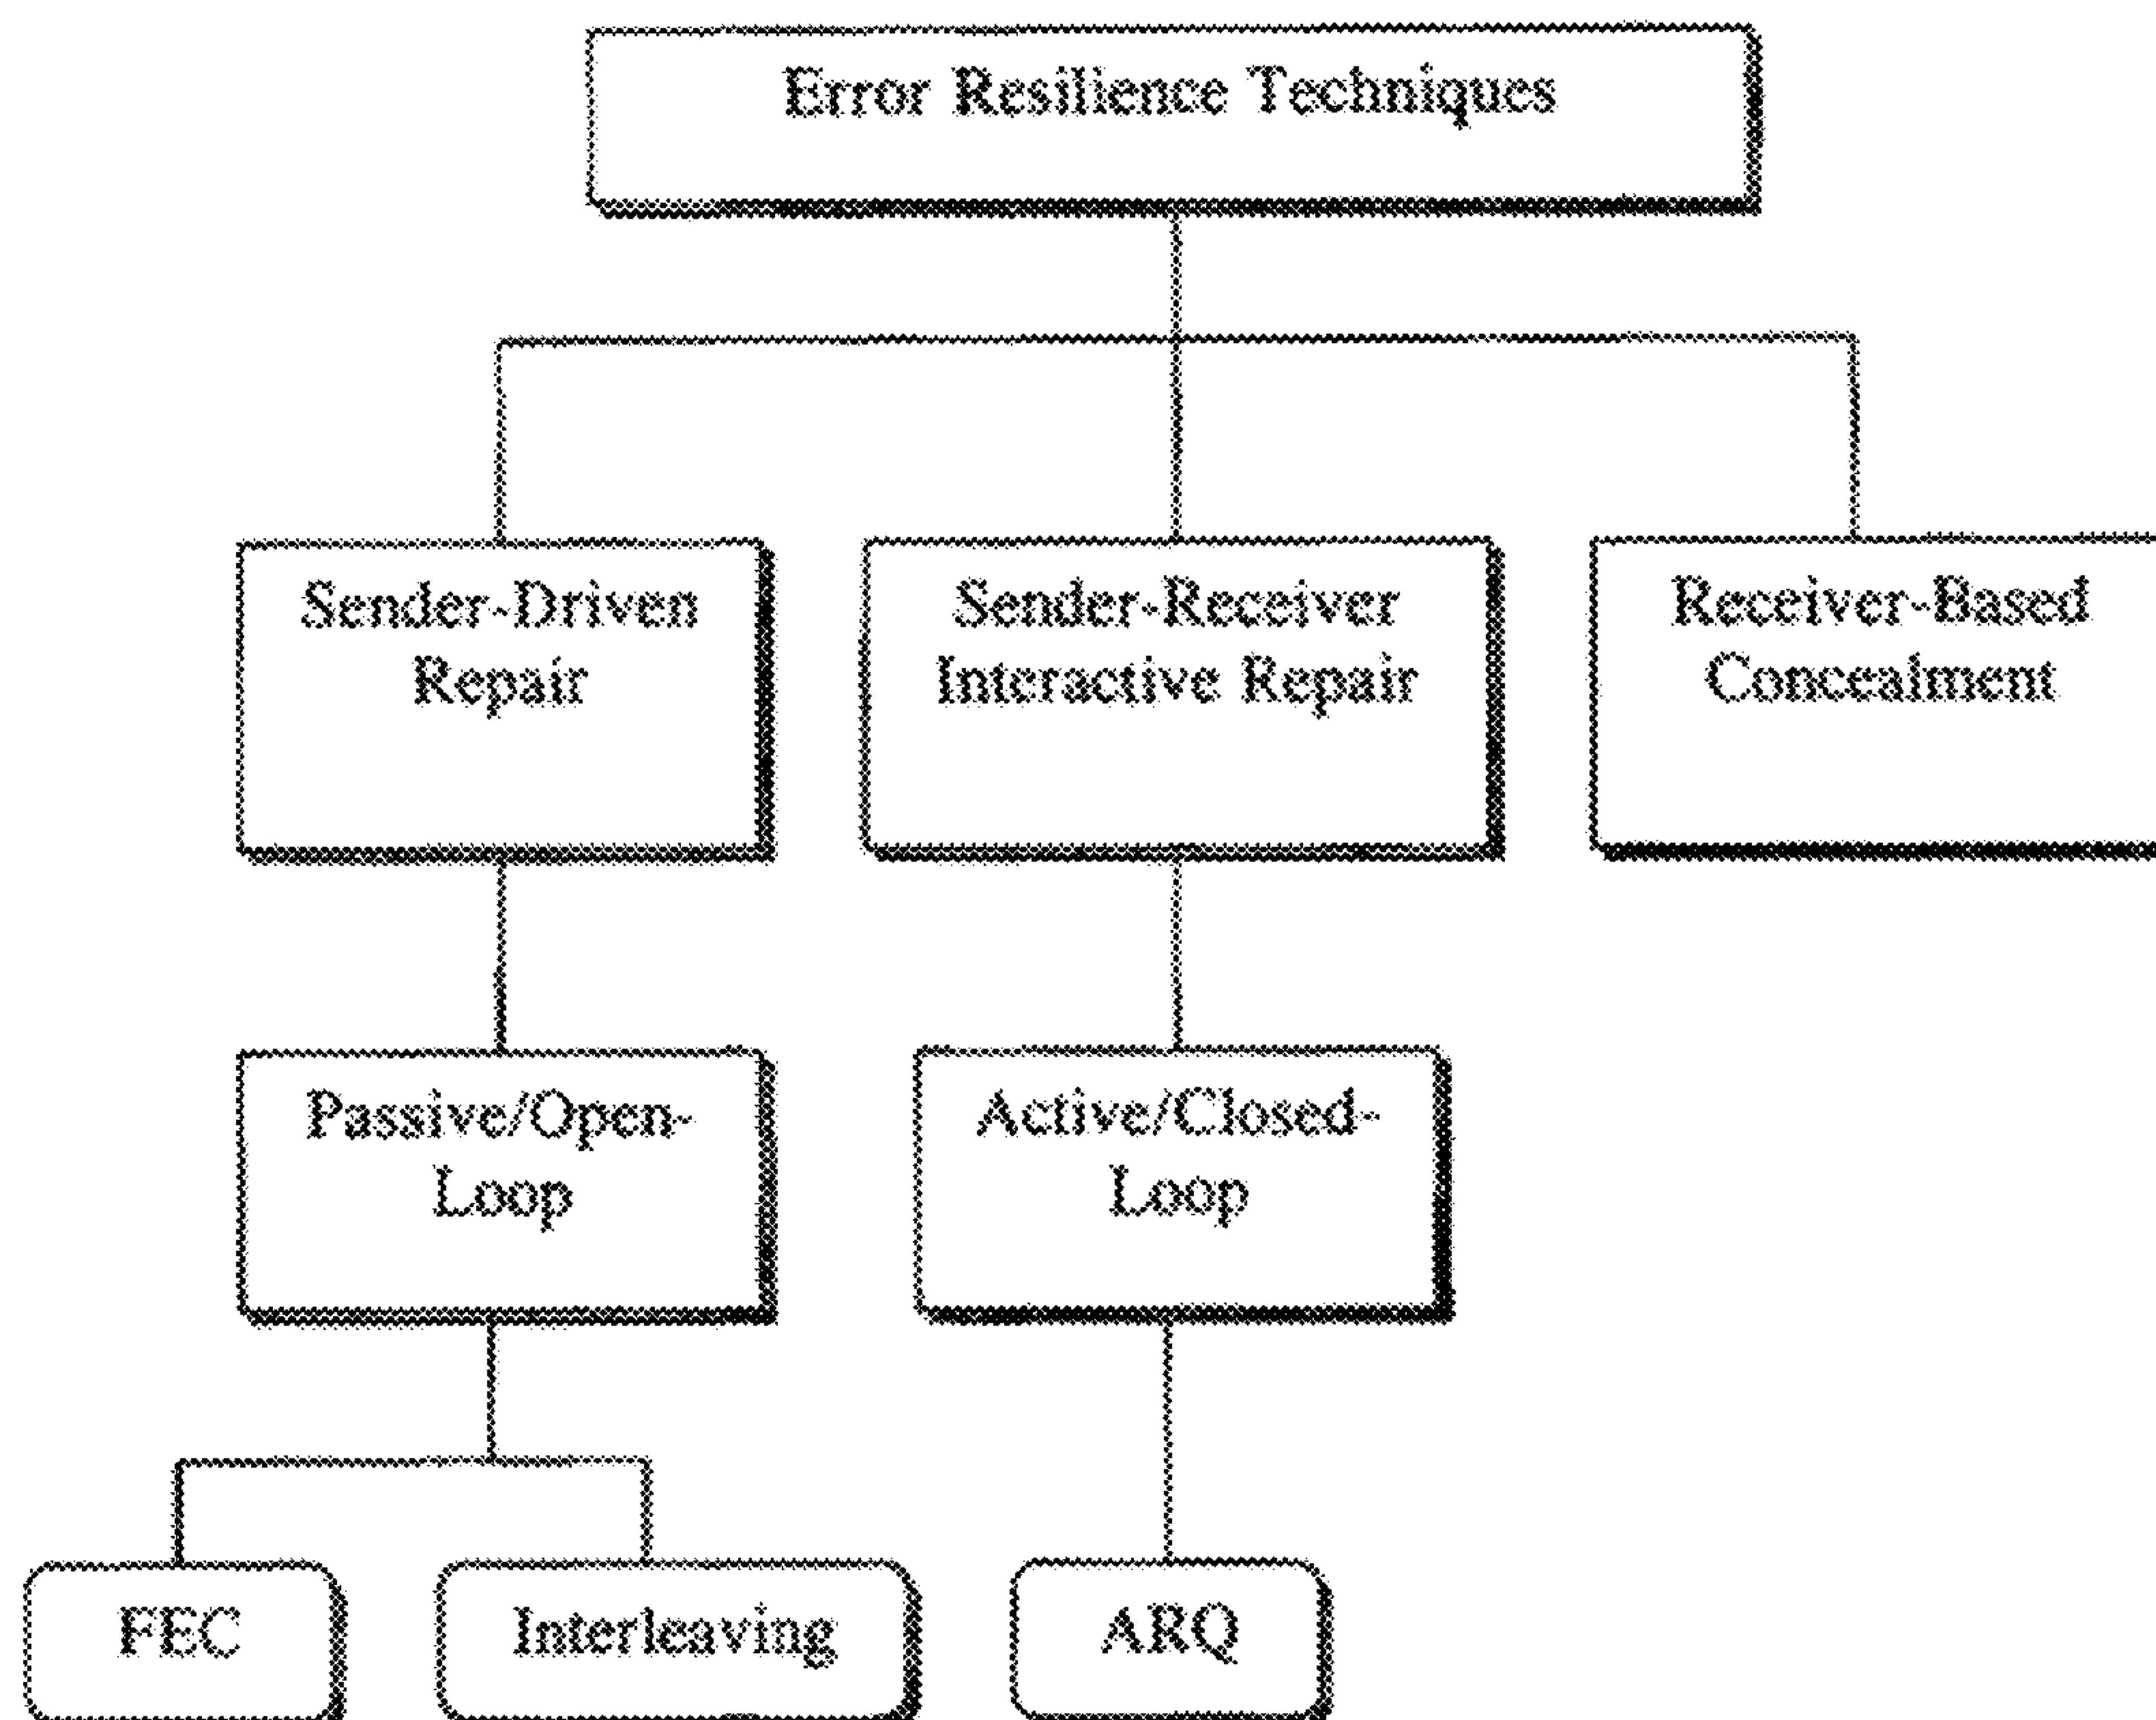 Error Resilience Techniques
Sender-Driven
Repair
Sender-Receiver
Interactive Repair
Receiver-Based
Concealment
Passive/Open-
Loop
Active/Closed-
Loop
FEC
Interleaving
ARQ